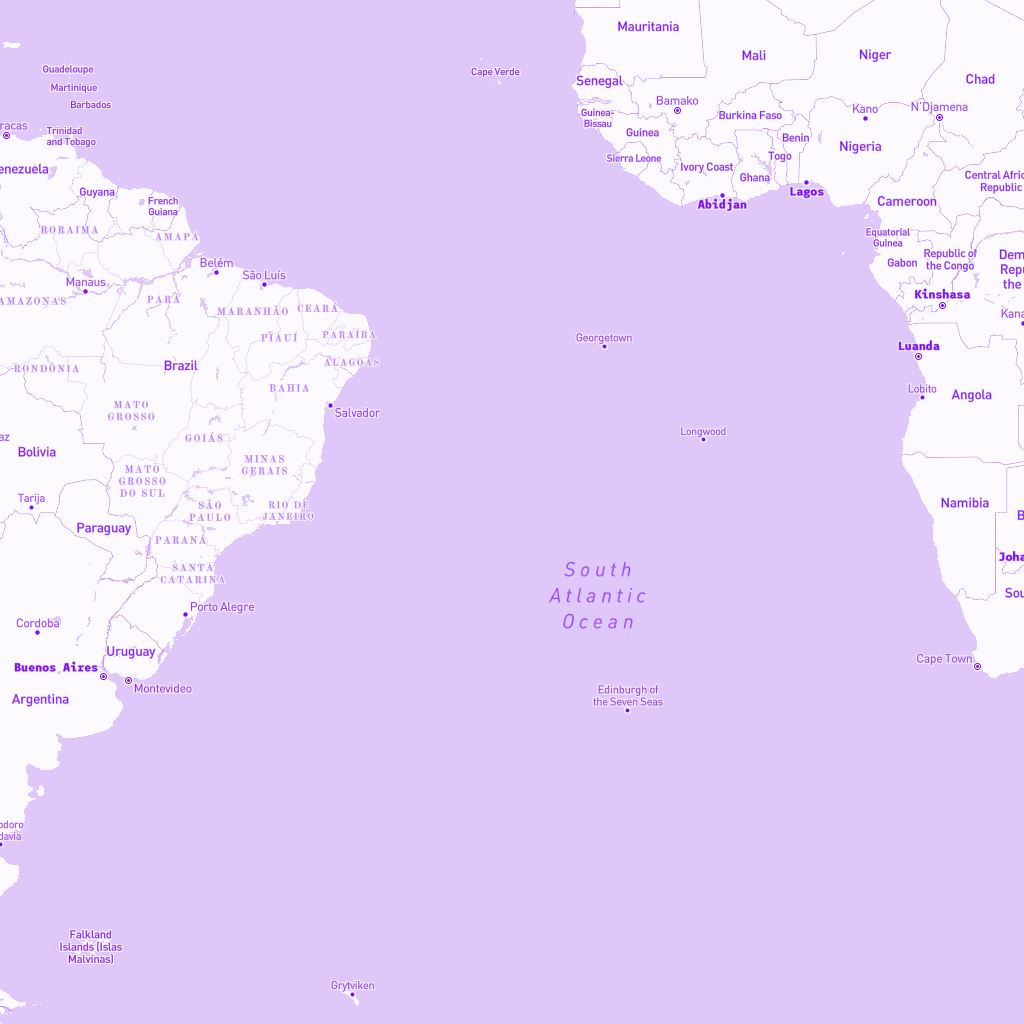 Mauritania
Mali
Niger
Chad
Guadeloupe
Cape Verde
Senegal
Martinique
Barbados
Bamako
Kano
N'Djamena
Guinea-
Bissau
Burkina Faso
racas
Trinidad
and Tobago
Guinea
Benin
Nigeria
Sierra Leone
Togo
Ivory Coast
Ghana
enezuela
Central Afric
Republic
Guyana
Lagos
French
Guiana
Abidjan
Cameroon
RORAIMA
AMAPÁ
Equatorial
Guinea
Republic of
the Congo
Dem
Repu
the
Belém
São Luís
Gabon
Manaus
AMAZONAS
PARÁ
MARANHÃO
CEARÁ
Kinshasa
Kana
PIAUÍ
PARAÍBA
Georgetown
Luanda
RONDÔNIA
Brazil
ALAGOAS
BAHIA
Lobito
Angola
MATO
GROSSO
Salvador
az
GOIÁS
Longwood
Bolivia
MINAS
GERAIS
MATO
GROSSO
DO SUL
Tarija
SÃO
PAULO
RIO DE
JANEIRO
Namibia
B
Paraguay
PARANÁ
Joha
SANTA
CATARINA
South
Atlantic
Ocean
Sou
Porto Alegre
Cordoba
Uruguay
Buenos Aires
Cape Town
Montevideo
Argentina
Edinburgh of
the Seven Seas
odoro
davia
Falkland
Islands (Islas
Malvinas)
Grytviken